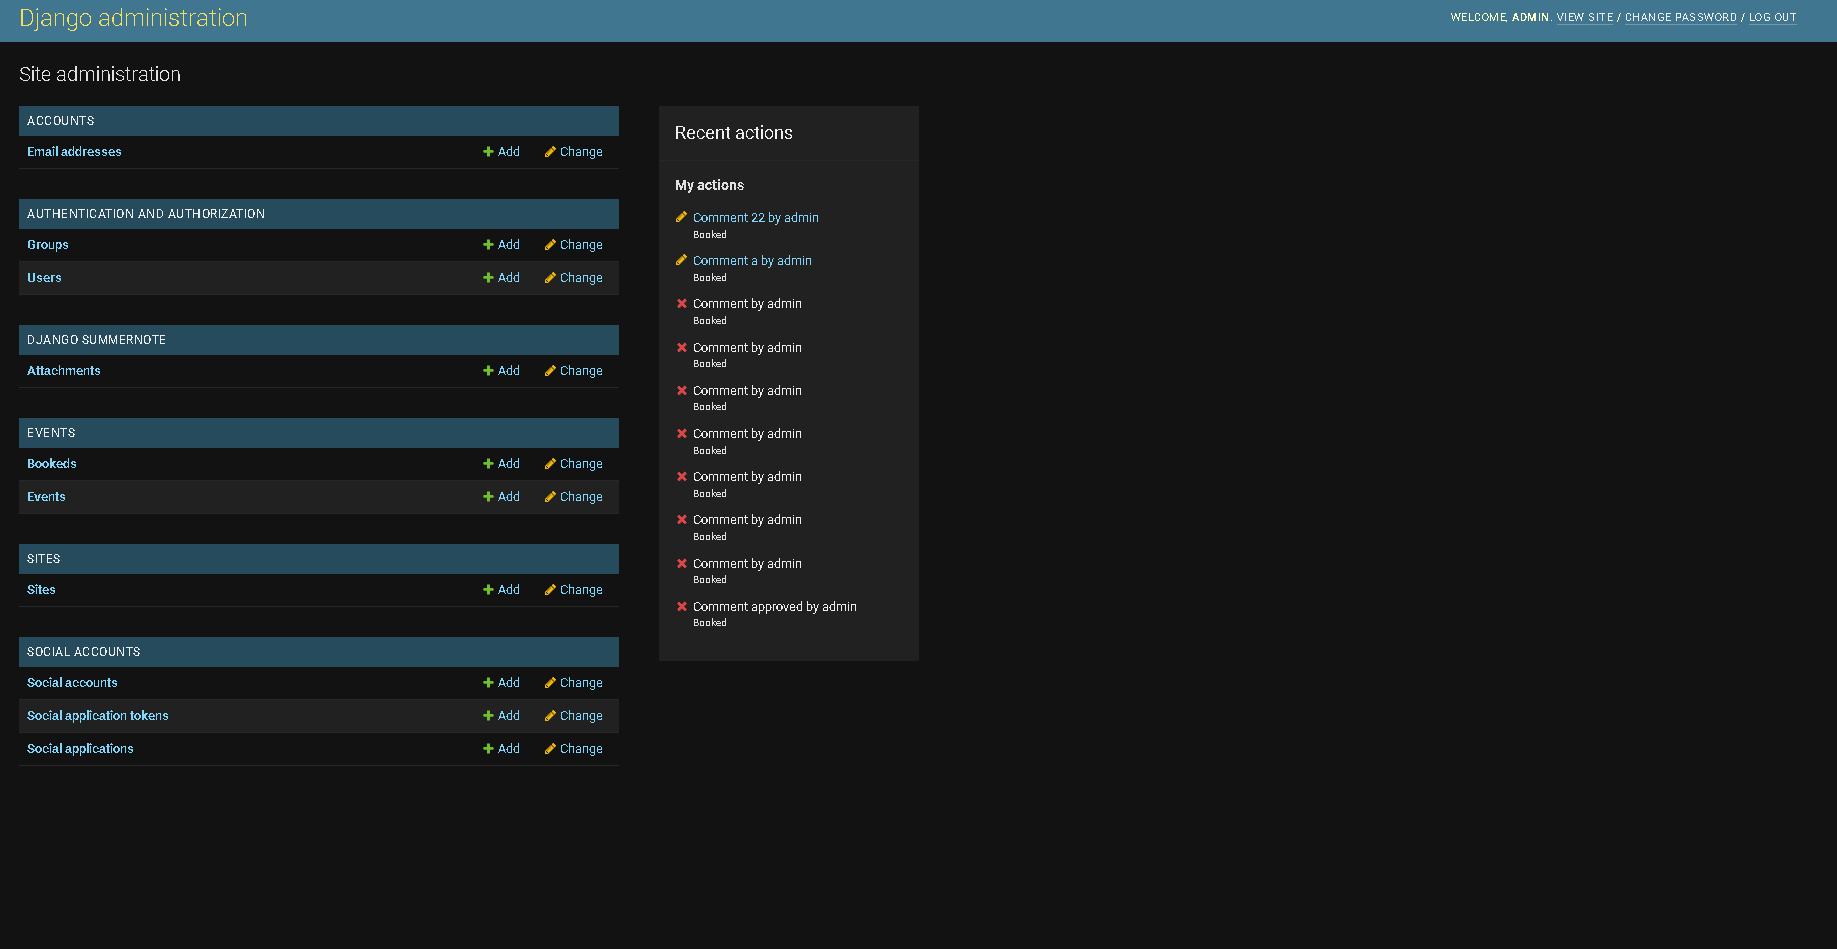 Django administration
WELCOME, ADMIN. VIEW SITE / CHANGE PASSWORD / LOG OUT
Site administration
ACCOUNTS
Email addresses Add Change
AUTHENTICATION AND AUTHORIZATION
Groups Add Change
Users Add Change
DJANGO SUMMERNOTE
Attachments Add Change
EVENTS
Bookeds Add Change
Events Add Change
SITES
Sites Add Change
SOCIAL ACCOUNTS
Social accounts Add Change
Social application tokens Add Change
Social applications Add Change
Recent actions
My actions
Comment 22 by admin
Booked
Comment a by admin
Booked
Comment by admin
Booked
Comment by admin
Booked
Comment by admin
Booked
Comment by admin
Booked
Comment by admin
Booked
Comment by admin
Booked
Comment by admin
Booked
Comment approved by admin
Booked